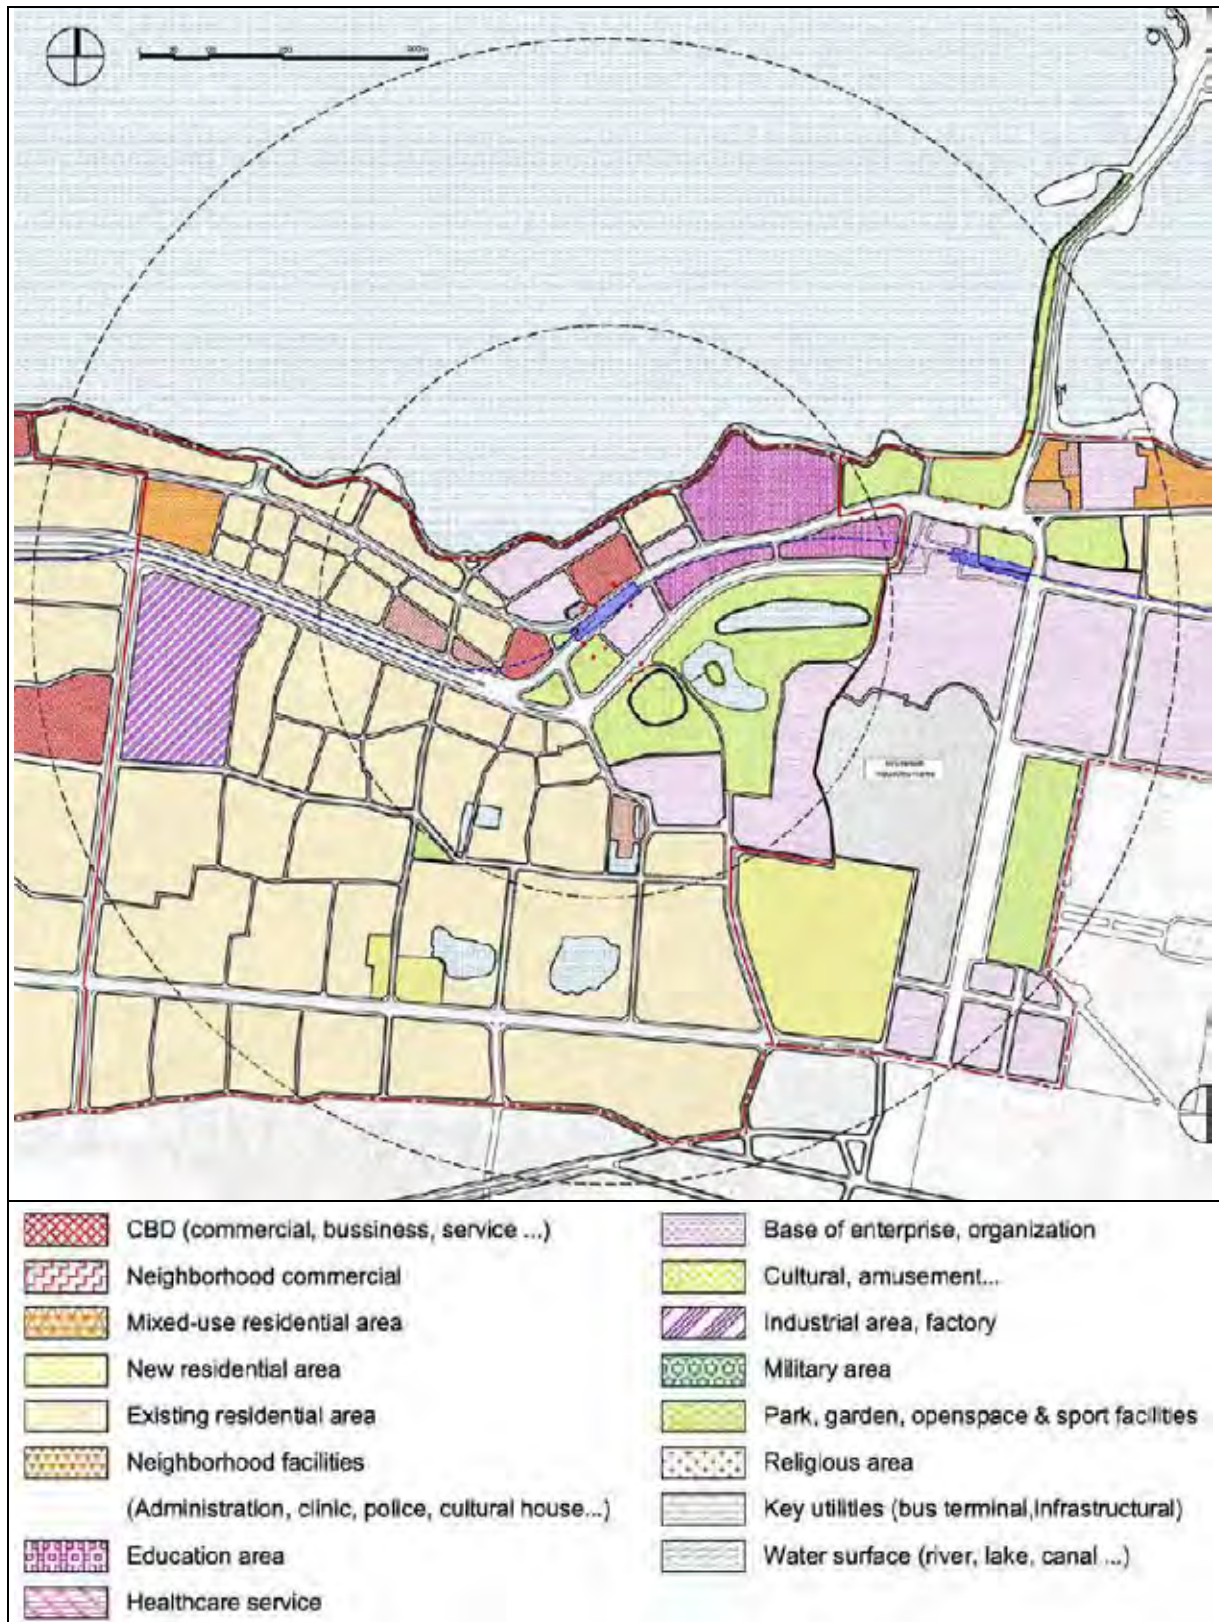 CBD (commercial, bussiness, service ...)
Neighborhood commercial
Mixed-use residential area
New residential area
Existing residential area
Neighborhood facilities
(Administration, clinic, police, cultural house...)
Education area
Healthcare service
Base of enterprise, organization
Cultural, amusement...
Industrial area, factory
Military area
Park, garden, openspace & sport facilities
Religious area
Key utilities (bus terminal,Infrastructural)
Water surface (river, lake, canal ...)